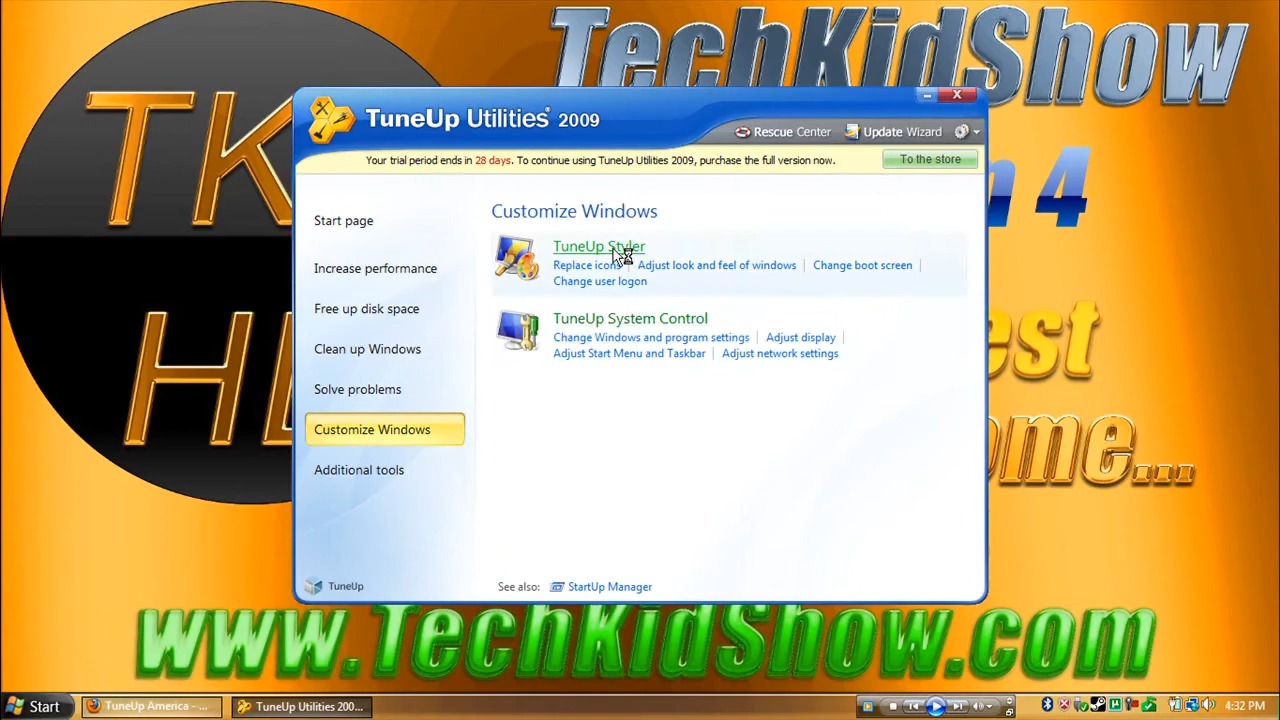 TechKidShow
TK
TuneUp Utilities® 2009
Rescue Center
Update Wizard
Your trial period ends in 28 days. To continue using TuneUp Utilities 2009, purchase the full version now.
To the store
n 4
Start page
Increase performance
Free up disk space
Clean up Windows
Solve problems
Customize Windows
Additional tools
Customize Windows
TuneUp Styler
Replace icons | Adjust look and feel of windows | Change boot screen |
Change user logon
TuneUp System Control
Change Windows and program settings | Adjust display |
Adjust Start Menu and Taskbar | Adjust network settings
est
ome...
TuneUp
See also: StartUp Manager
www.TechKidShow.com
Start
TuneUp America - ...
TuneUp Utilities 200...
4:32 PM